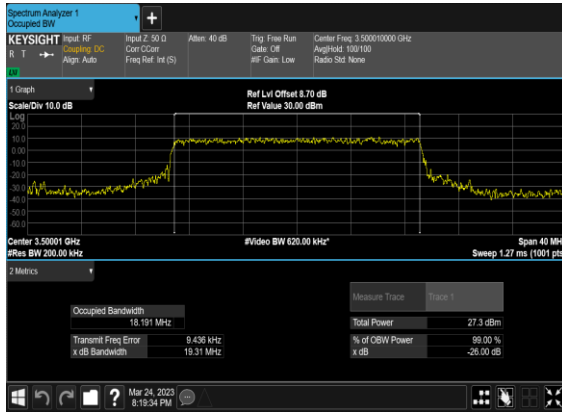 Spectrum Analyzer 1
Occupied BW
KEYSIGHT Input: RF
R T Coupling: DC
Align: Auto
Input Z: 50 Ω
Corr CCorr
Freq Ref: Int (S)
Atten: 40 dB
Trig: Free Run
Gate: Off
#IF Gain: Low
Center Freq: 3.500010000 GHz
Avg|Hold: 100/100
Radio Std: None
LW
1 Graph
Scale/Div 10.0 dB
Ref Lvl Offset 8.70 dB
Ref Value 30.00 dBm
Log
20.0
10.0
0.00
-10.0
-20.0
-30.0
-40.0
-50.0
-60.0
Center 3.50001 GHz
#Video BW 620.00 kHz*
Span 40 MH
#Res BW 200.00 kHz
Sweep 1.27 ms (1001 pts
2 Metrics
Measure Trace Trace 1
Occupied Bandwidth
18.191 MHz
Total Power 27.3 dBm
Transmit Freq Error 9.436 kHz
% of OBW Power 99.00 %
x dB Bandwidth 19.31 MHz
x dB -26.00 dB
?
Mar 24, 2023
8:19:34 PM